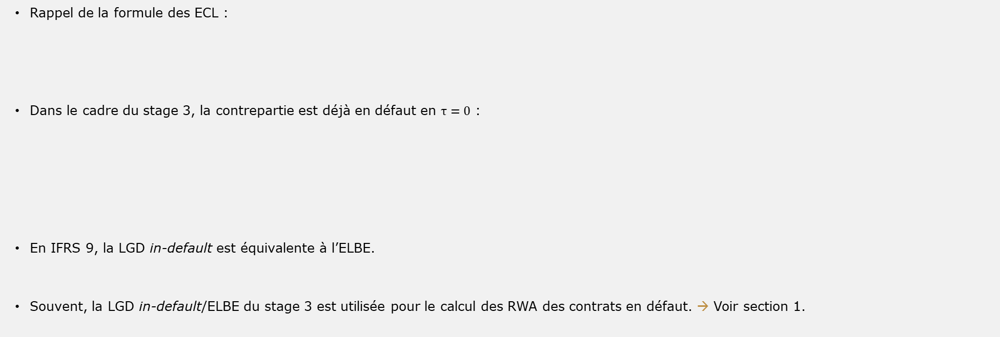 • Rappel de la formule des ECL :
• Dans le cadre du stage 3, la contrepartie est déjà en défaut en τ = 0 :
• En IFRS 9, la LGD in-default est équivalente à l’ELBE.
• Souvent, la LGD in-default/ELBE du stage 3 est utilisée pour le calcul des RWA des contrats en défaut. → Voir section 1.